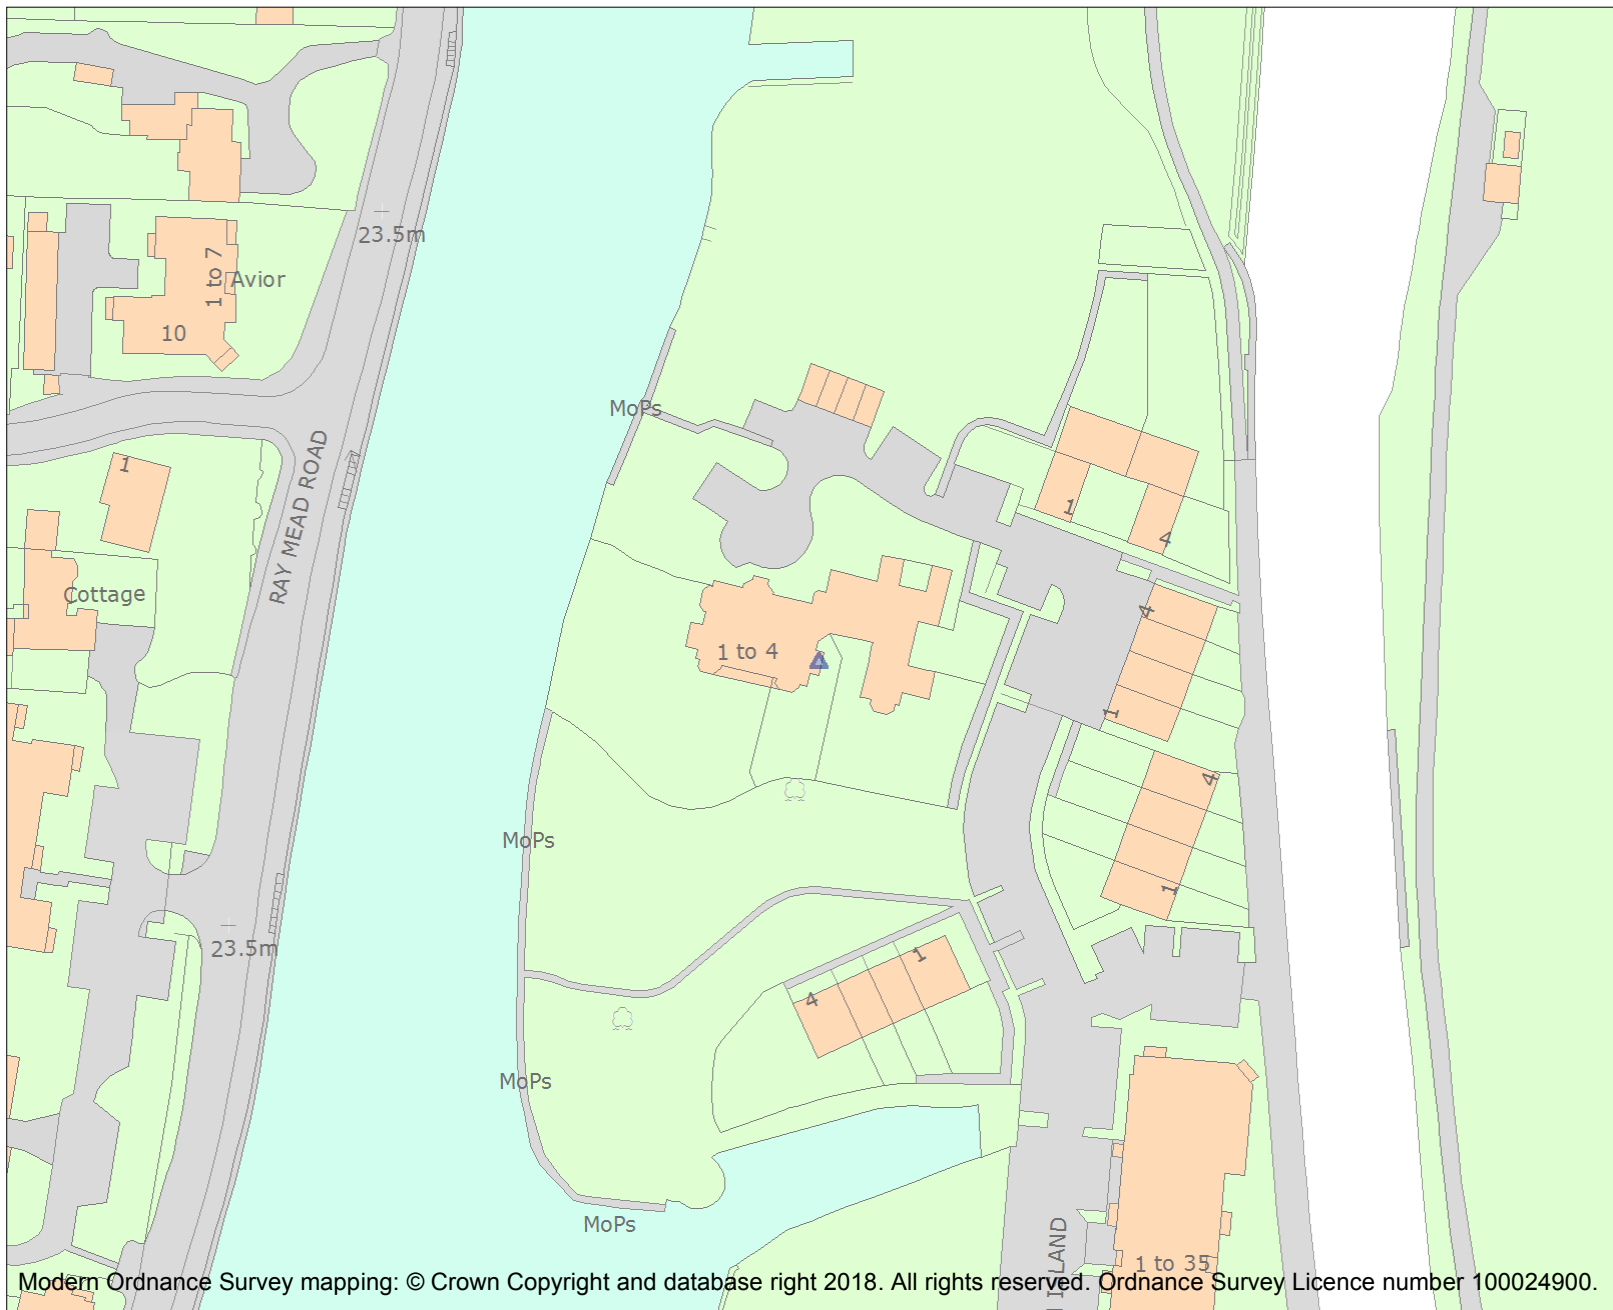 23.5m
1 to 7
Avior
10
MoPs
RAY MEAD ROAD
1
1
4
Cottage
4
1 to 4
1
4
MoPs
1
23.5m
1
4
MoPs
MoPs
ISLAND
1 to 35
Modern Ordnance Survey mapping: © Crown Copyright and database right 2018. All rights reserved. Ordnance Survey Licence number 100024900.